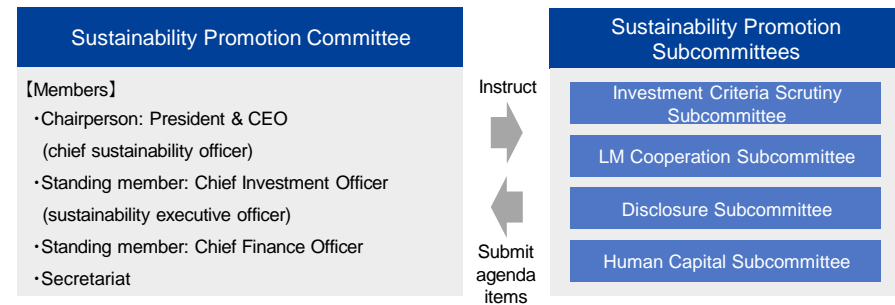 Sustainability Promotion Committee
【Members】
・Chairperson: President & CEO
(chief sustainability officer)
・Standing member: Chief Investment Officer
(sustainability executive officer)
・Standing member: Chief Finance Officer
・Secretariat
Instruct
Submit
agenda
items
Sustainability Promotion
Subcommittees
Investment Criteria Scrutiny
Subcommittee
LM Cooperation Subcommittee
Disclosure Subcommittee
Human Capital Subcommittee